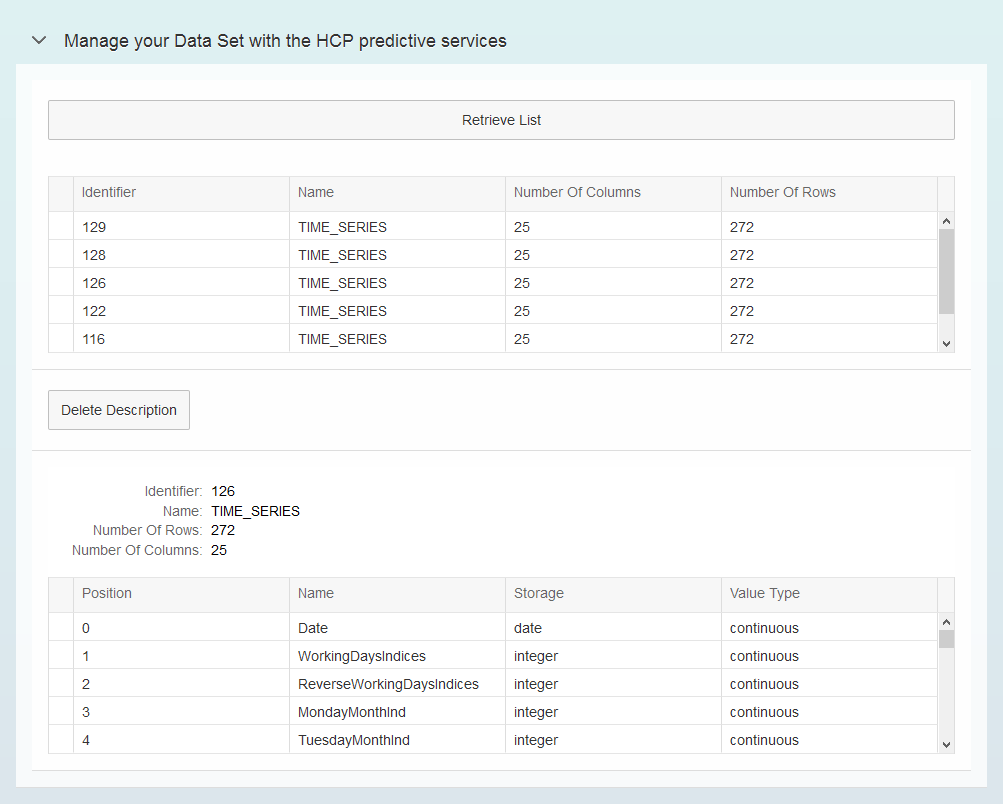 Manage your Data Set with the HCP predictive services
Retrieve List
Identifier Name Number Of Columns Number Of Rows
129 TIME_SERIES 25 272
128 TIME_SERIES 25 272
126 TIME_SERIES 25 272
122 TIME_SERIES 25 272
116 TIME_SERIES 25 272
Delete Description
Identifier: 126
Name: TIME_SERIES
Number Of Rows: 272
Number Of Columns: 25
Position Name Storage Value Type
0 Date date continuous
1 WorkingDaysIndices integer continuous
2 ReverseWorkingDaysIndices integer continuous
3 MondayMonthInd integer continuous
4 TuesdayMonthInd integer continuous